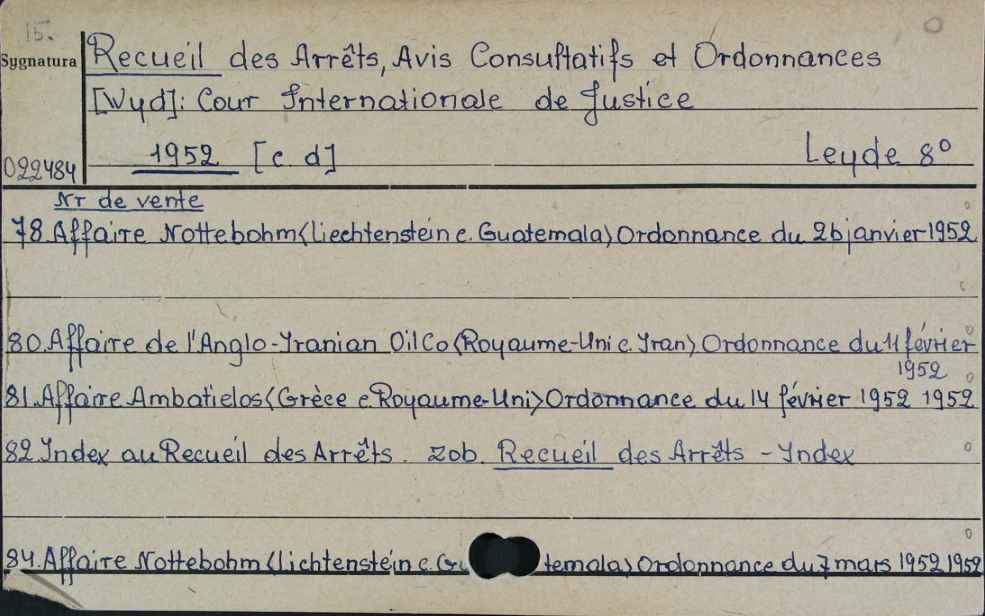 15.
Sygnatura
Recueil des Arrêts, Avis Consultatifs et Ordonnances
[Wyd]: Cour Internationale de Justice
022484
1952 [c d] Leyde 8°
Nr de vente
78. Affaire Nottebohm (Liechtenstein c. Guatemala) Ordonnance du 26 janvier 1952
80. Affaire de l'Anglo-Iranian Oil Co (Royaume-Uni c Iran) Ordonnance du 11 février
1952
81. Affaire Ambatielos (Grèce c. Royaume-Uni) Ordonnance du 14 février 1952 1952
82 Index au Recueil des Arrêts. zob. Recueil des Arrêts - Index
84. Affaire Nottebohm (Lichtenstein c. Gu temala) Ordonnance du 7 mars 1952 1952